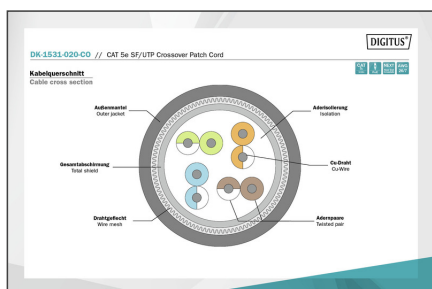 DIGITUS®
DK-1531-020-CO // CAT 5e SF/UTP Crossover Patch Cord
Kabelquerschnitt
Cable cross section
Außenmantel
Outer jacket
Aderisolierung
Isolation
Gesamtabschirmung
Total shield
Cu-Draht
Cu-Wire
Drahtgeflecht
Wire mesh
Adernpaare
Twisted pair